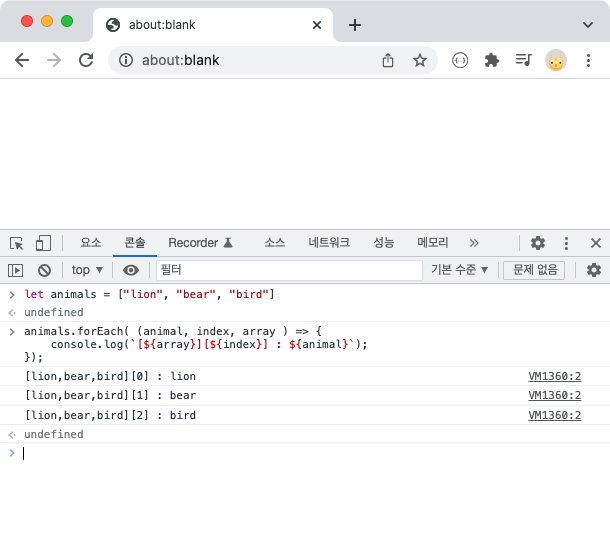 about:blank
about:blank
요소 콘솔 Recorder 소스 네트워크 성능 메모리 »
top ▼ 필터 기본 수준 ▼ 문제 없음
> let animals = ["lion", "bear", "bird"]
<· undefined
> animals.forEach( (animal, index, array ) => {
console.log(`[${array}][${index}] : ${animal}`);
});
[lion,bear,bird][0] : lion VM1360:2
[lion,bear,bird][1] : bear VM1360:2
[lion,bear,bird][2] : bird VM1360:2
<· undefined
>